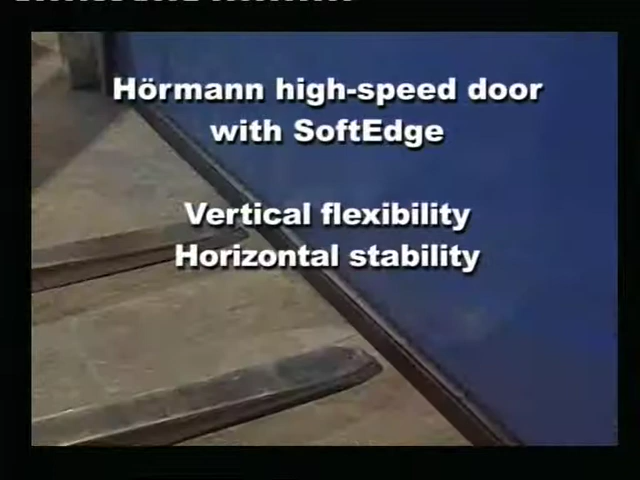 Hörmann high-speed door
with SoftEdge
Vertical flexibility
Horizontal stability